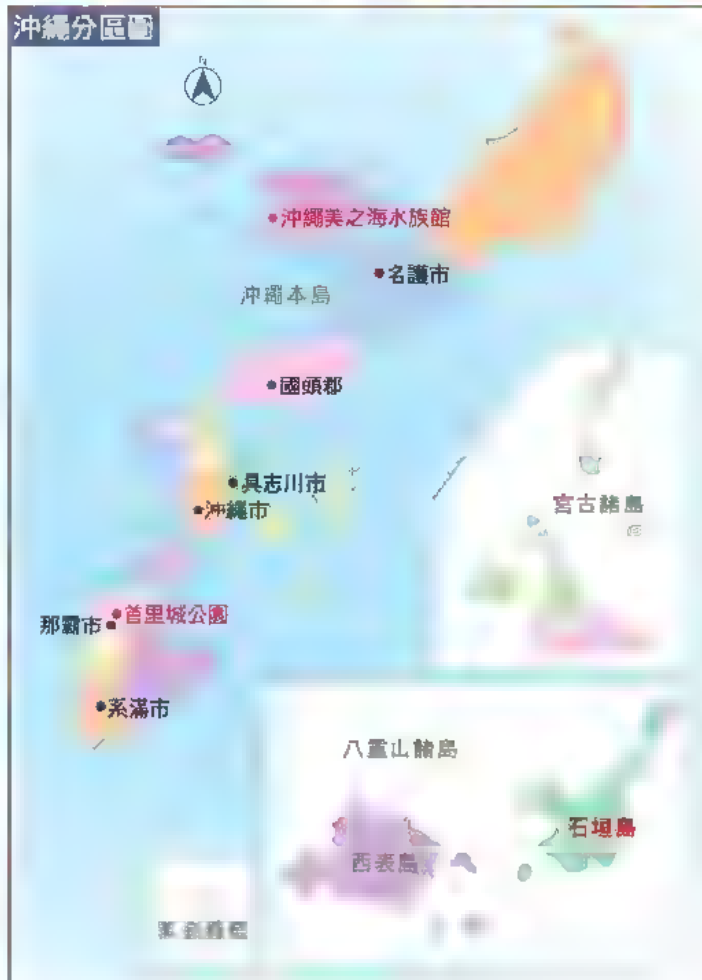 沖繩分區圖
N
沖繩美之海水族館
名護市
沖繩本島
國頭郡
具志川市
沖繩市
宮古諸島
首里城公園
那霸市
系滿市
八重山諸島
石垣島
西表島